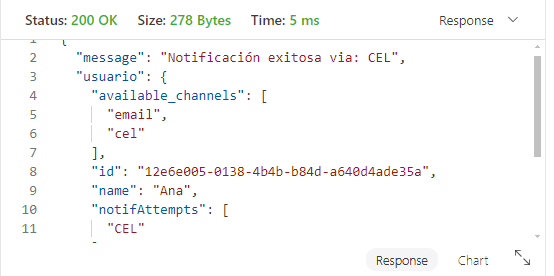 Status: 200 OK Size: 278 Bytes Time: 5 ms Response
1 {
2 "message": "Notificación exitosa via: CEL",
3 "usuario": {
4 "available_channels": [
5 "email",
6 "cel"
7 ],
8 "id": "12e6e005-0138-4b4b-b84d-a640d4ade35a",
9 "name": "Ana",
10 "notifAttempts": [
11 "CEL"
Response Chart